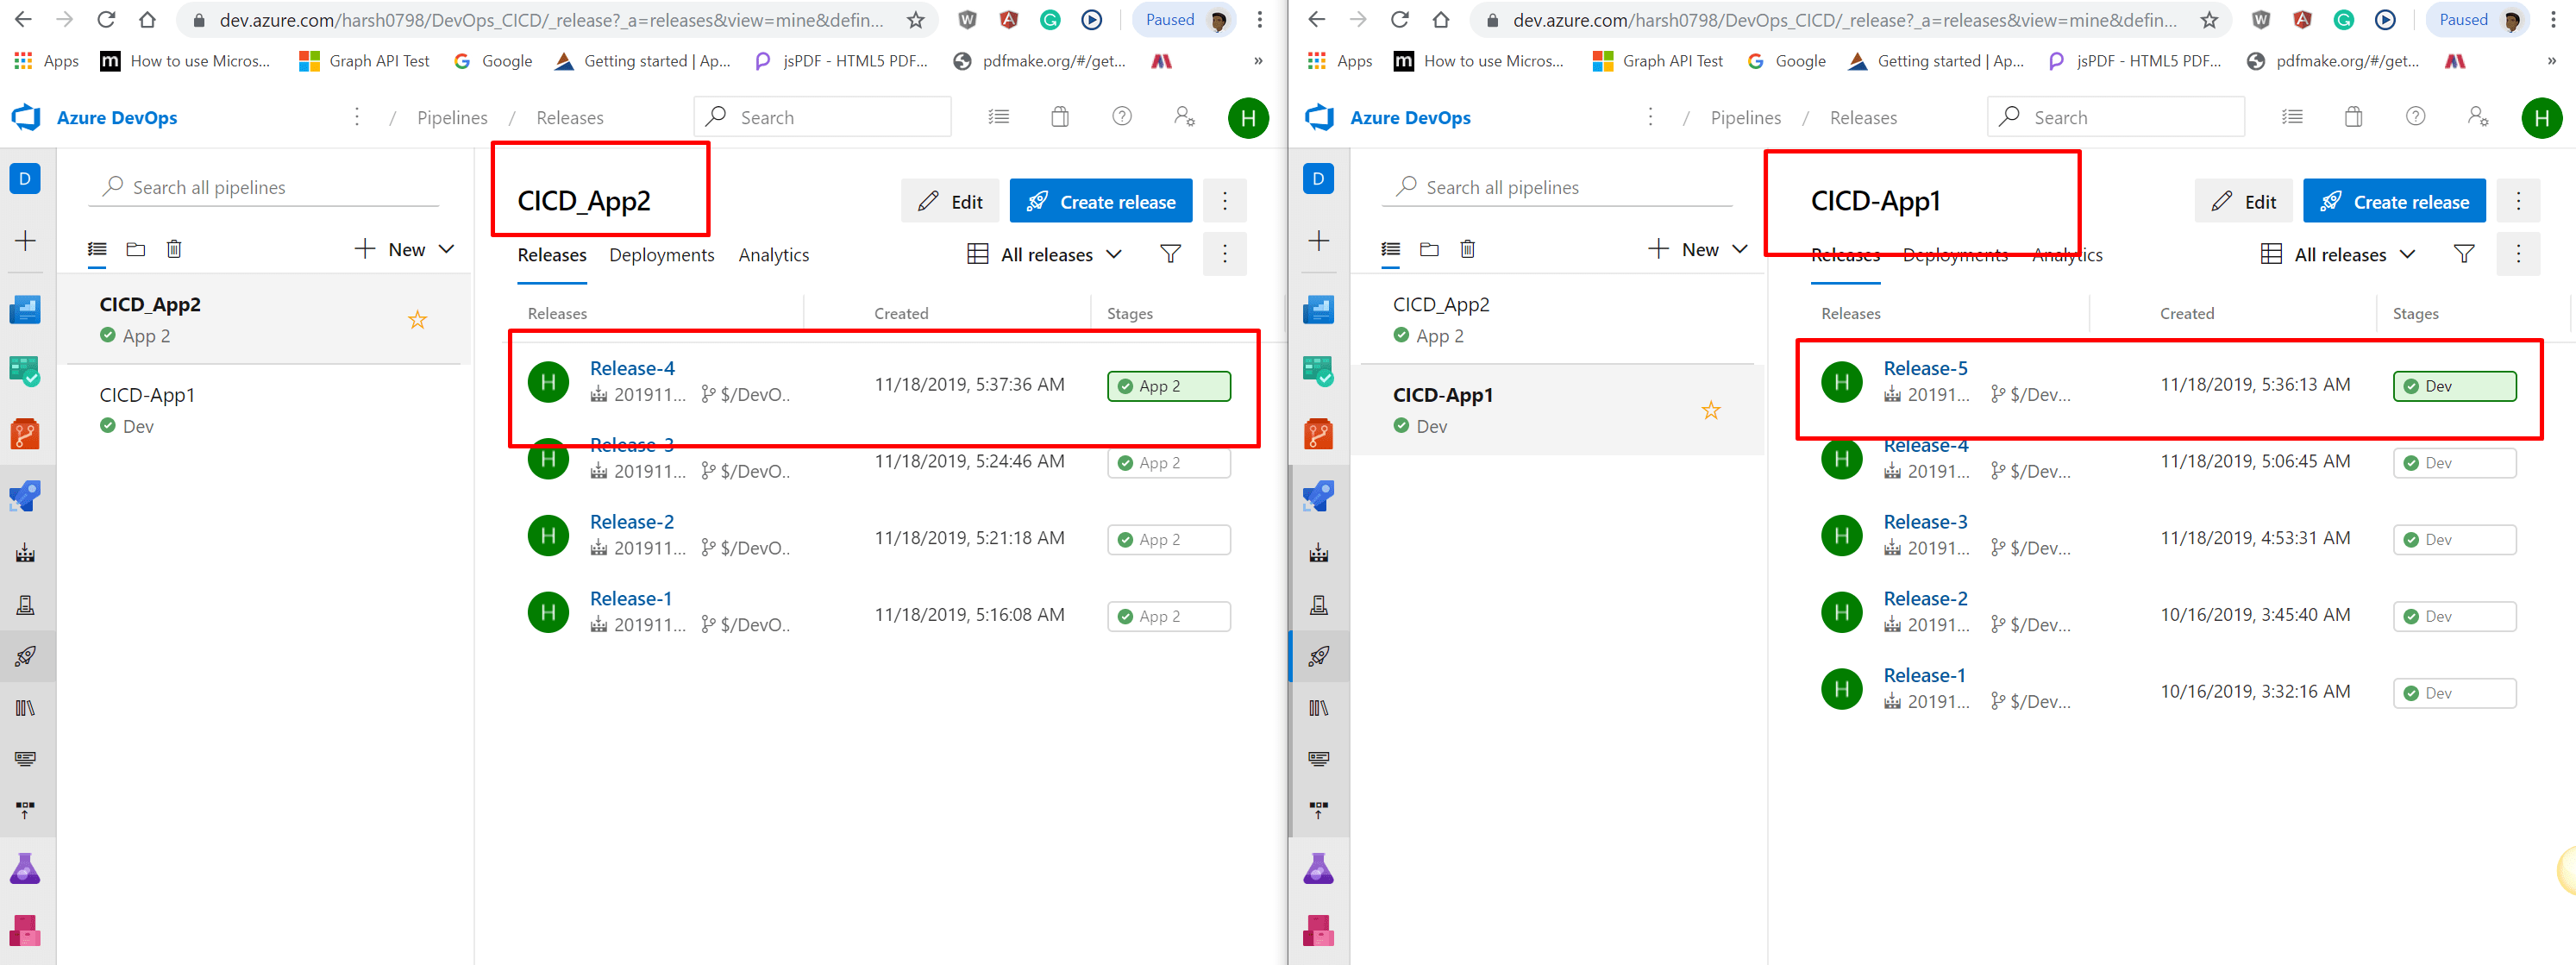 dev.azure.com/harsh0798/DevOps_CICD/_release?_a=releases&view=mine&defin...
Paused
Apps
How to use Micros...
Graph API Test
Google
Getting started | Ap...
jsPDF - HTML5 PDF...
pdfmake.org/#/get...
»
Azure DevOps
/ Pipelines / Releases
Search
H
D
Search all pipelines
New
CICD_App2
App 2
CICD-App1
Dev
CICD_App2
Edit
Create release
Releases Deployments Analytics
All releases
Releases Created Stages
H Release-4
201911... $/DevO..
11/18/2019, 5:37:36 AM
App 2
H Release-3
201911... $/DevO..
11/18/2019, 5:24:46 AM
App 2
H Release-2
201911... $/DevO..
11/18/2019, 5:21:18 AM
App 2
H Release-1
201911... $/DevO..
11/18/2019, 5:16:08 AM
App 2
dev.azure.com/harsh0798/DevOps_CICD/_release?_a=releases&view=mine&defin...
Paused
Apps
How to use Micros...
Graph API Test
Google
Getting started | Ap...
jsPDF - HTML5 PDF...
pdfmake.org/#/get...
»
Azure DevOps
/ Pipelines / Releases
Search
H
D
Search all pipelines
New
CICD_App2
App 2
CICD-App1
Dev
CICD-App1
Edit
Create release
Releases Deployments Analytics
All releases
Releases Created Stages
H Release-5
20191... $/Dev...
11/18/2019, 5:36:13 AM
Dev
H Release-4
20191... $/Dev...
11/18/2019, 5:06:45 AM
Dev
H Release-3
20191... $/Dev...
11/18/2019, 4:53:31 AM
Dev
H Release-2
20191... $/Dev...
10/16/2019, 3:45:40 AM
Dev
H Release-1
20191... $/Dev...
10/16/2019, 3:32:16 AM
Dev